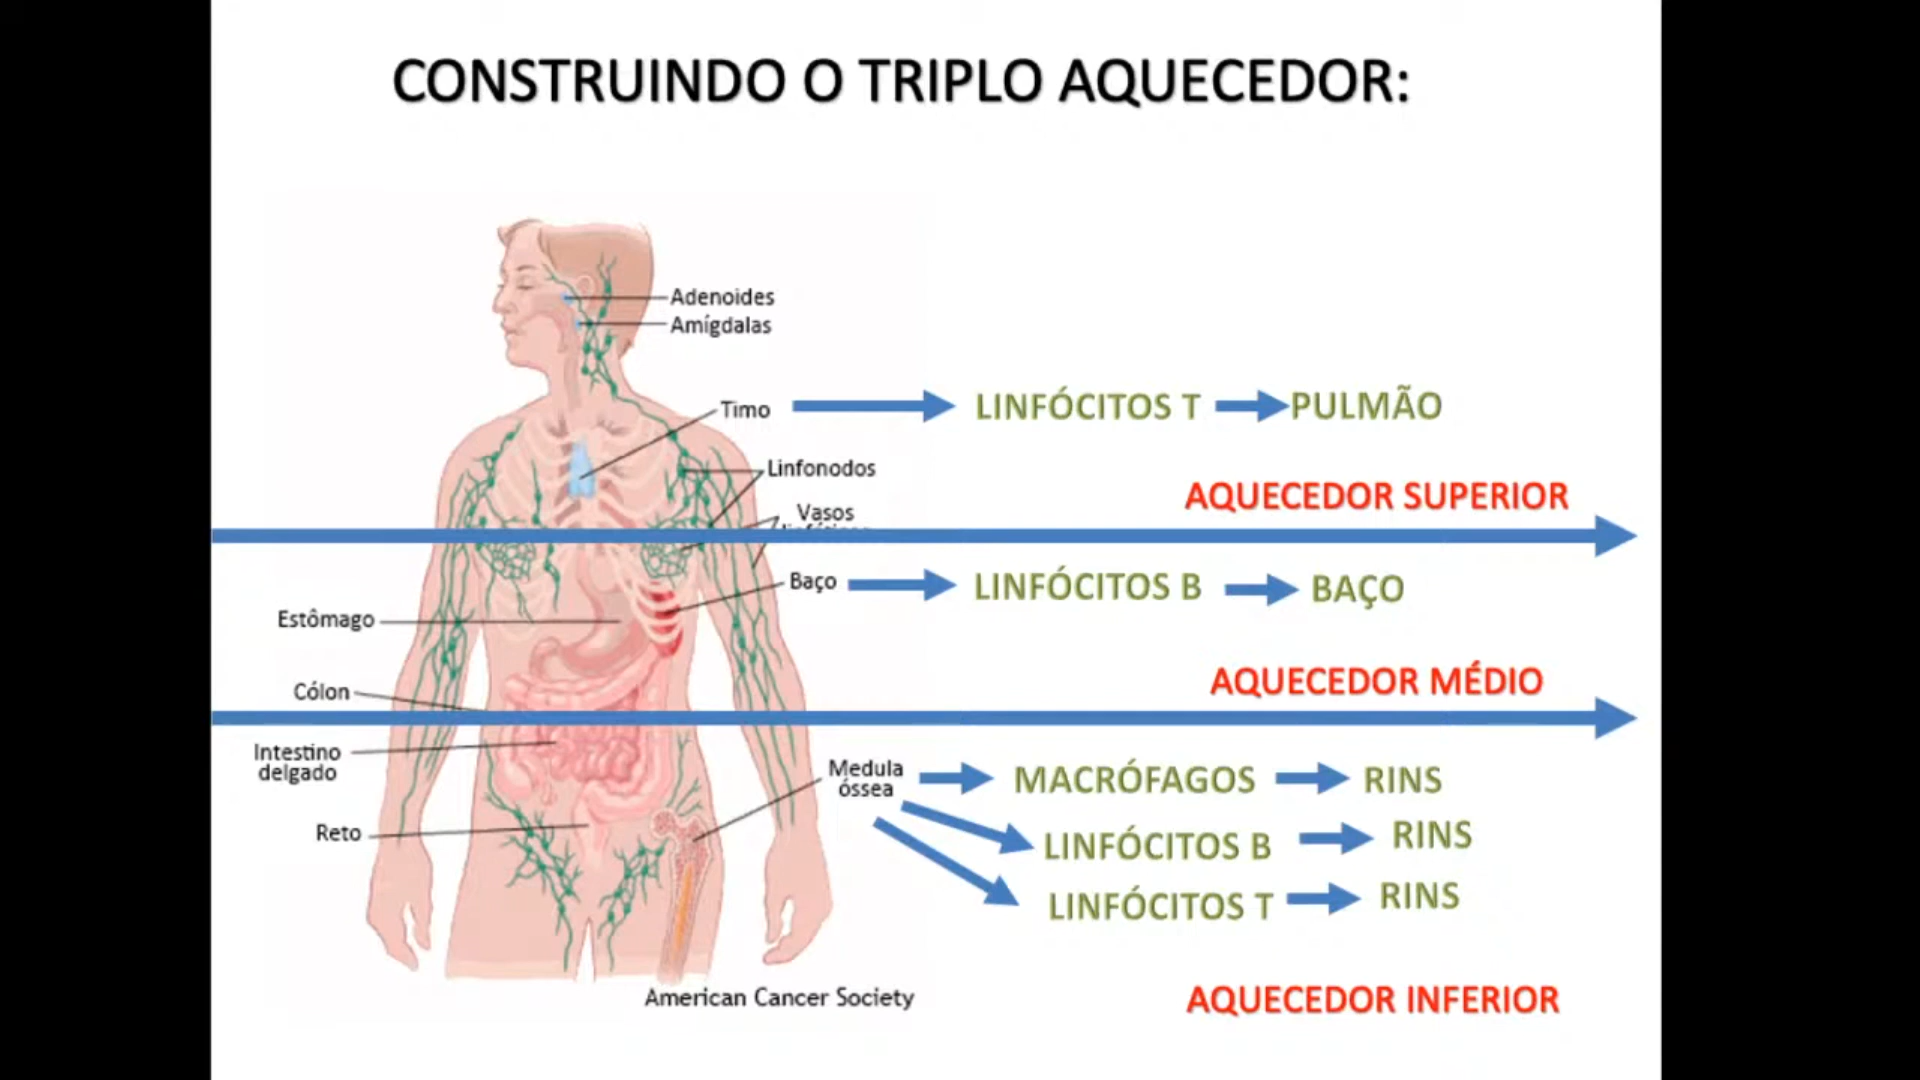 CONSTRUINDO O TRIPLO AQUECEDOR:
Adenoides
Amígdalas
Timo
LINFÓCITOS T
PULMÃO
Linfonodos
AQUECEDOR SUPERIOR
Vasos
Baço
LINFÓCITOS B
BAÇO
Estômago
AQUECEDOR MÉDIO
Cólon
Intestino
delgado
Medula
óssea
MACRÓFAGOS
RINS
Reto
LINFÓCITOS B
RINS
LINFÓCITOS T
RINS
American Cancer Society
AQUECEDOR INFERIOR